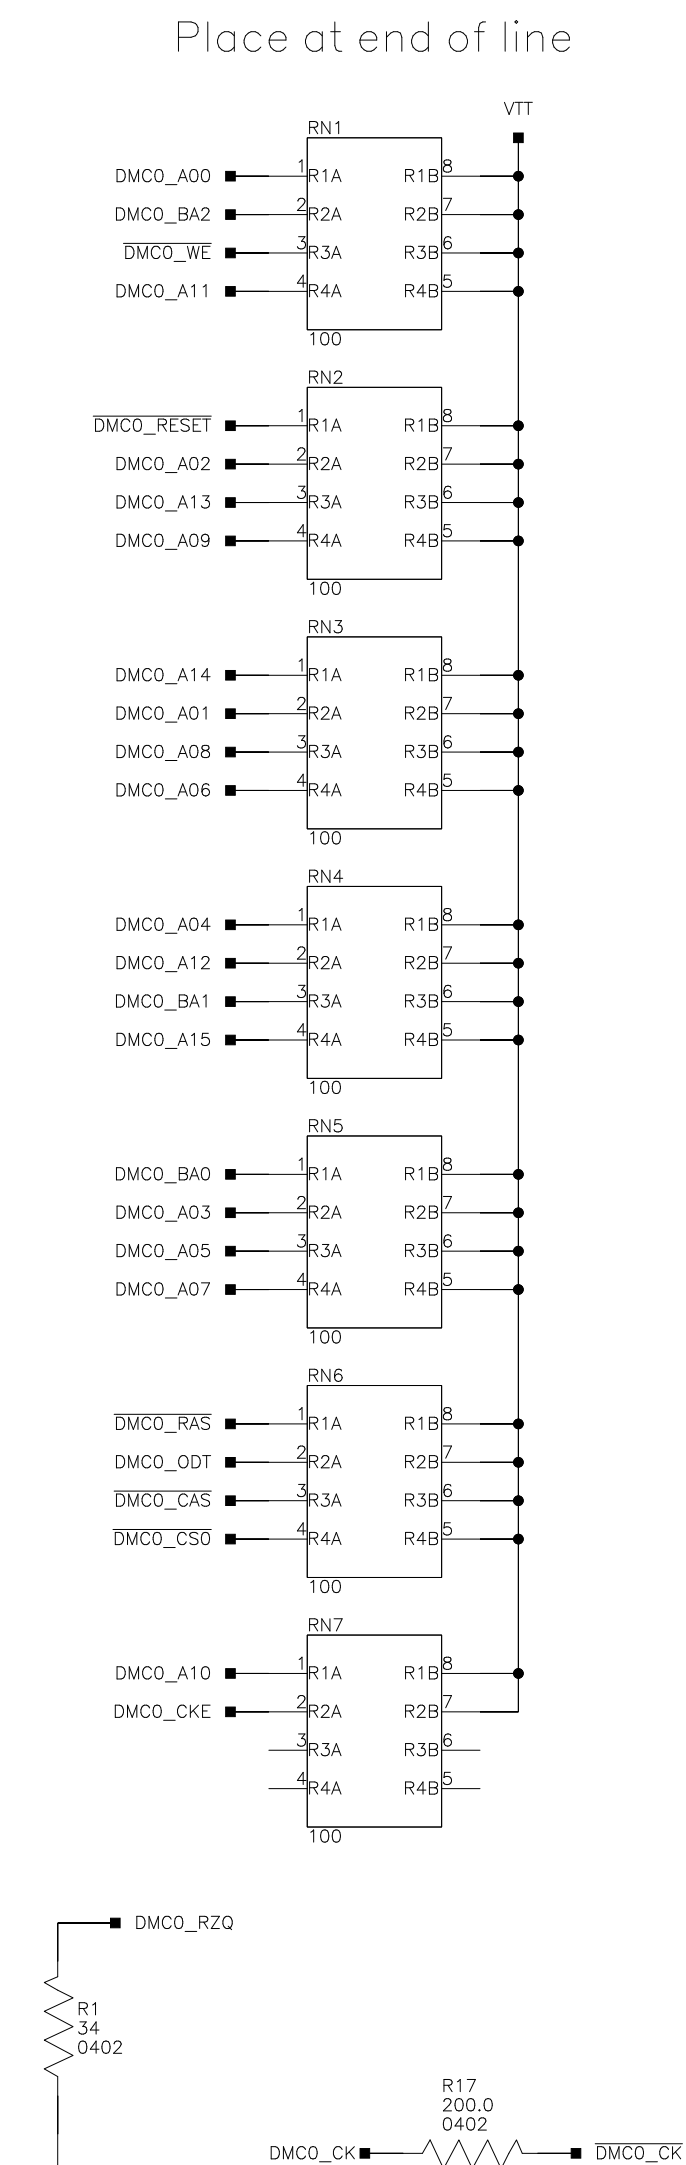 Place at end of line
VTT
RN1
DMC0_A00 1 R1A R1B 8
DMC0_BA2 2 R2A R2B 7
DMC0_WE 3 R3A R3B 6
DMC0_A11 4 R4A R4B 5
100
RN2
DMC0_RESET 1 R1A R1B 8
DMC0_A02 2 R2A R2B 7
DMC0_A13 3 R3A R3B 6
DMC0_A09 4 R4A R4B 5
100
RN3
DMC0_A14 1 R1A R1B 8
DMC0_A01 2 R2A R2B 7
DMC0_A08 3 R3A R3B 6
DMC0_A06 4 R4A R4B 5
100
RN4
DMC0_A04 1 R1A R1B 8
DMC0_A12 2 R2A R2B 7
DMC0_BA1 3 R3A R3B 6
DMC0_A15 4 R4A R4B 5
100
RN5
DMC0_BA0 1 R1A R1B 8
DMC0_A03 2 R2A R2B 7
DMC0_A05 3 R3A R3B 6
DMC0_A07 4 R4A R4B 5
100
RN6
DMC0_RAS 1 R1A R1B 8
DMC0_ODT 2 R2A R2B 7
DMC0_CAS 3 R3A R3B 6
DMC0_CS0 4 R4A R4B 5
100
RN7
DMC0_A10 1 R1A R1B 8
DMC0_CKE 2 R2A R2B 7
3 R3A R3B 6
4 R4A R4B 5
100
DMC0_RZQ
R1
34
0402
R17
200.0
0402
DMC0_CK DMC0_CK